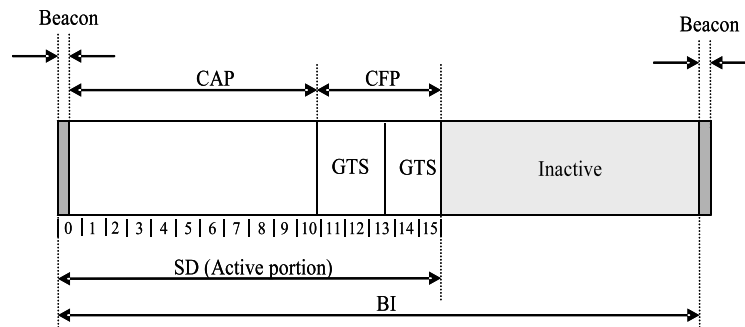 Beacon
Beacon
CAP
CFP
GTS
GTS
Inactive
0 1 2 3 4 5 6 7 8 9 10 11 12 13 14 15
SD (Active portion)
BI